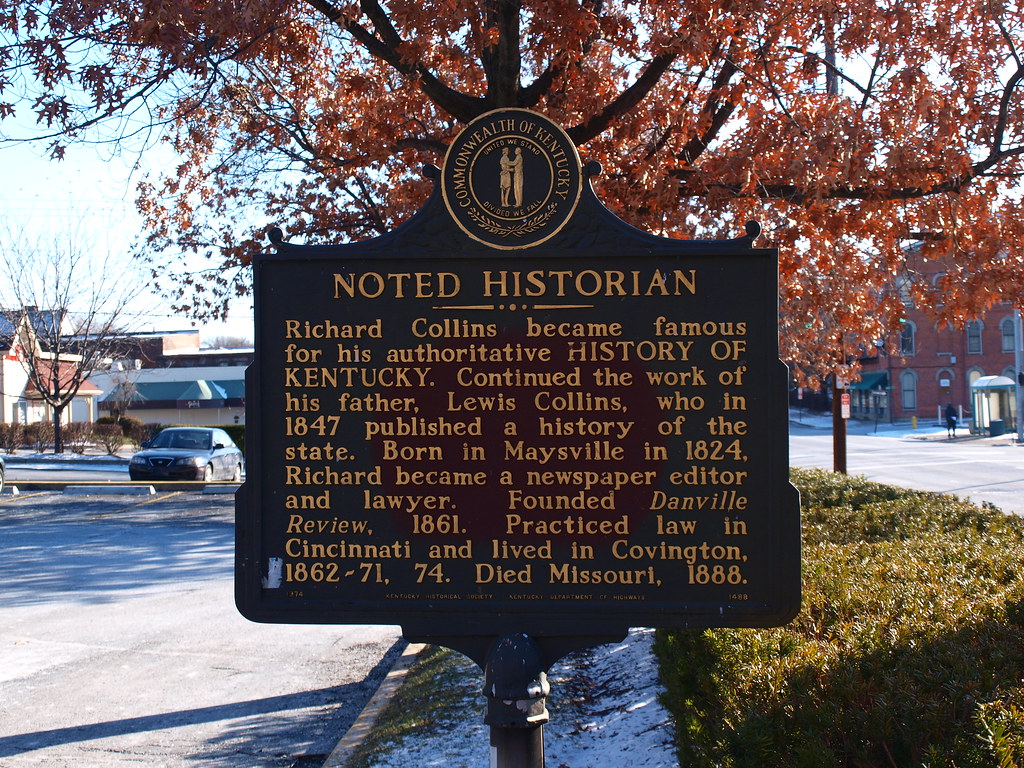 COMMONWEALTH OF KENTUCKY
UNITED WE STAND
DIVIDED WE FALL
NOTED HISTORIAN
Richard Collins became famous
for his authoritative HISTORY OF
KENTUCKY. Continued the work of
his father, Lewis Collins, who in
1847 published a history of the
state. Born in Maysville in 1824,
Richard became a newspaper editor
and lawyer. Founded Danville
Review, 1861. Practiced law in
Cincinnati and lived in Covington,
1862-71, 74. Died Missouri, 1888.
1974 KENTUCKY HISTORICAL SOCIETY KENTUCKY DEPARTMENT OF HIGHWAYS 1488